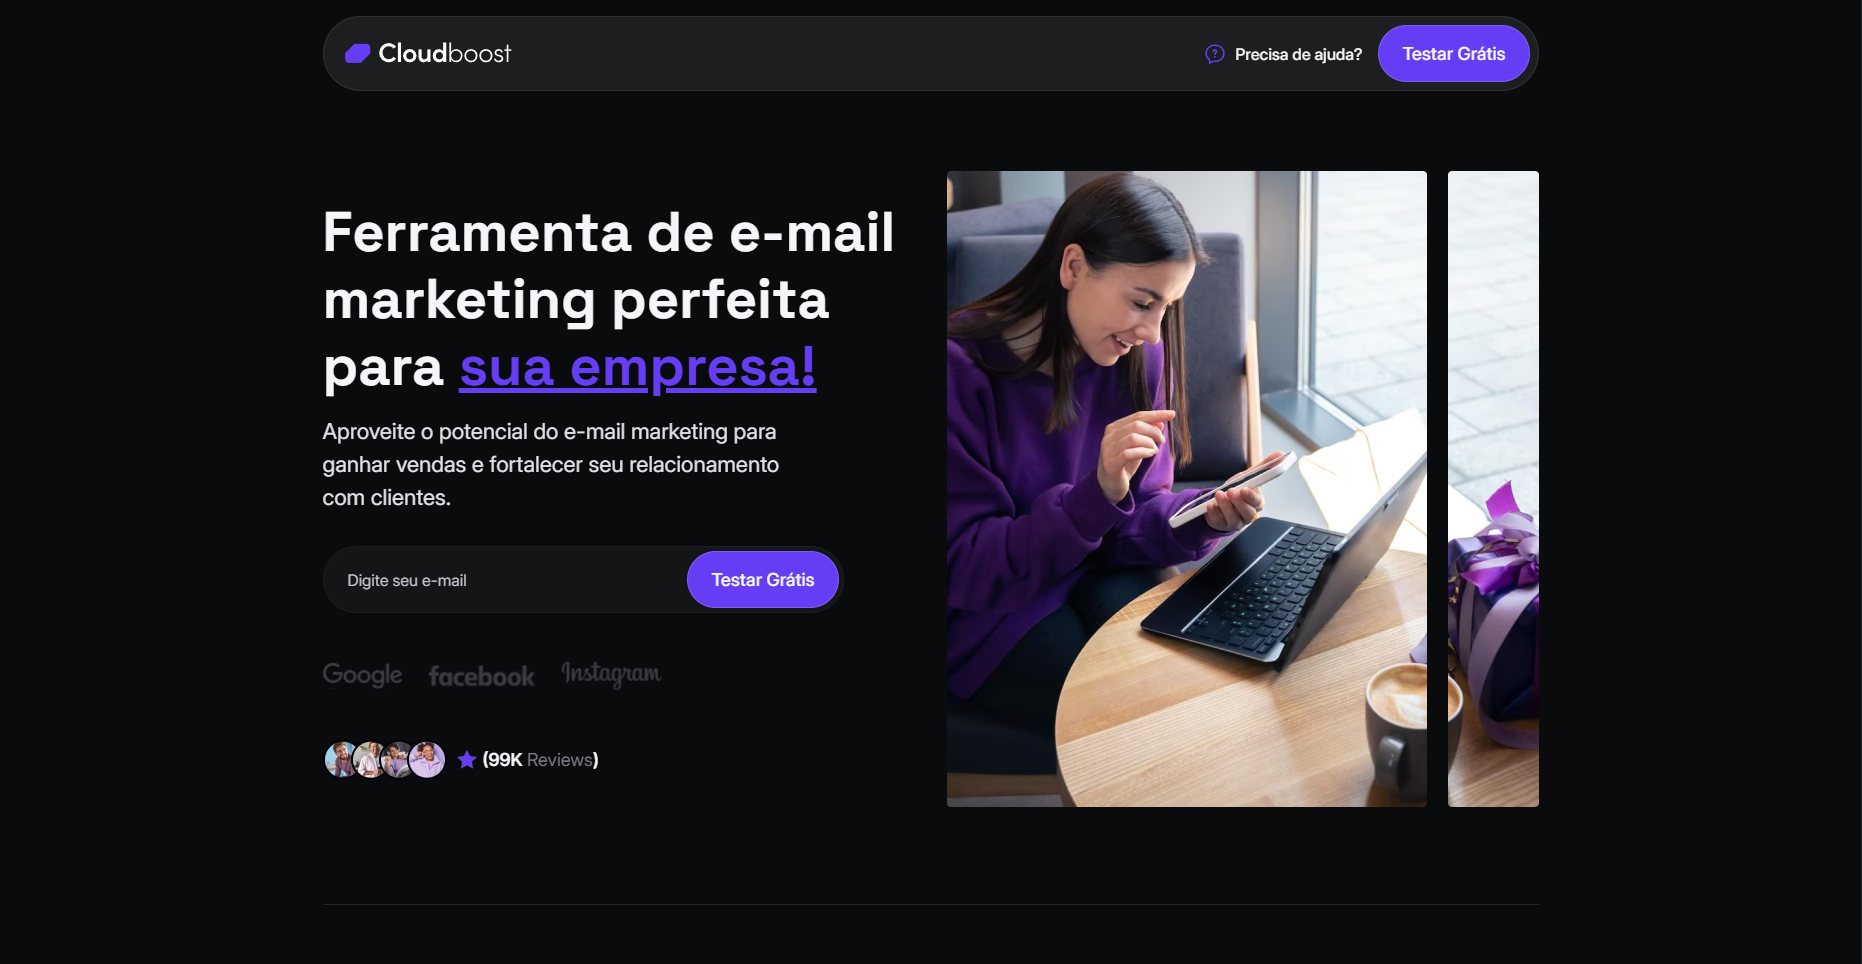 Cloudboost
Precisa de ajuda?
Testar Grátis
Ferramenta de e-mail
marketing perfeita
para sua empresa!
Aproveite o potencial do e-mail marketing para
ganhar vendas e fortalecer seu relacionamento
com clientes.
Digite seu e-mail
Testar Grátis
Google facebook Instagram
(99K Reviews)